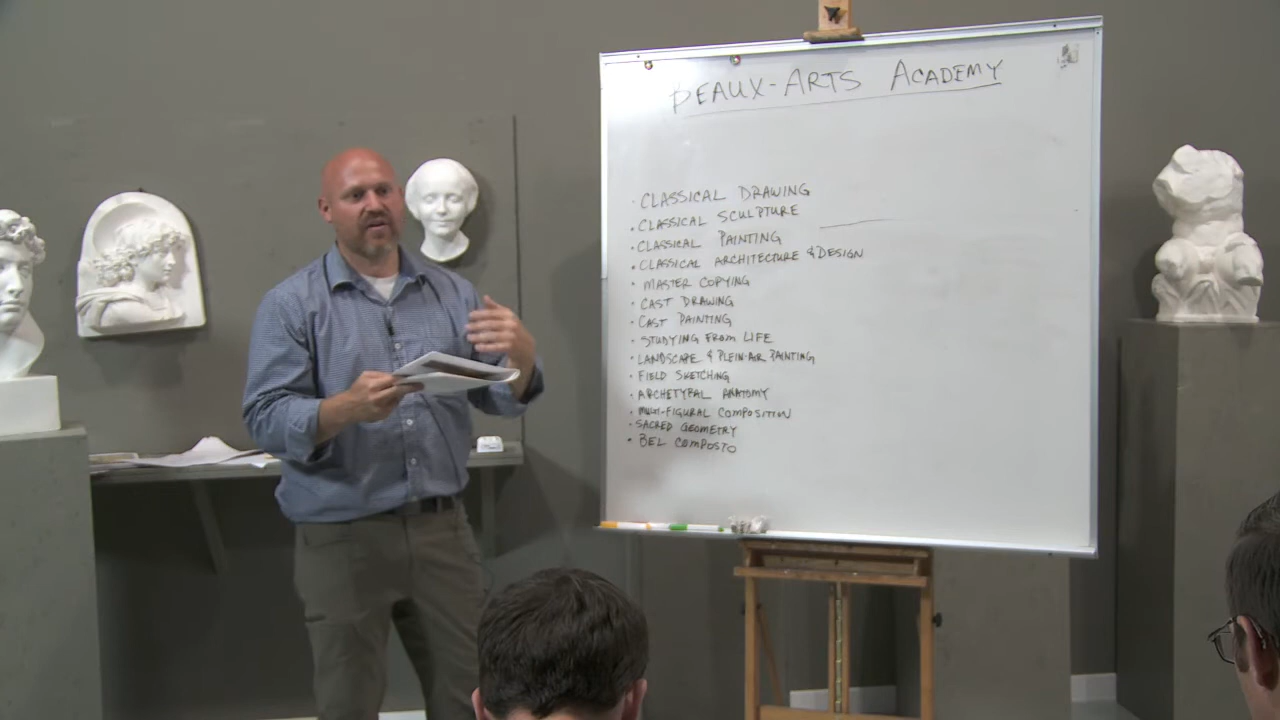 BEAUX-ARTS ACADEMY
• CLASSICAL DRAWING
• CLASSICAL SCULPTURE
• CLASSICAL PAINTING
• CLASSICAL ARCHITECTURE & DESIGN
• MASTER COPYING
• CAST DRAWING
• CAST PAINTING
• STUDYING FROM LIFE
• LANDSCAPE & PLEIN-AIR PAINTING
• FIELD SKETCHING
• ARCHETYPAL ANATOMY
• MULTI-FIGURAL COMPOSITION
• SACRED GEOMETRY
• BEL COMPOSTO